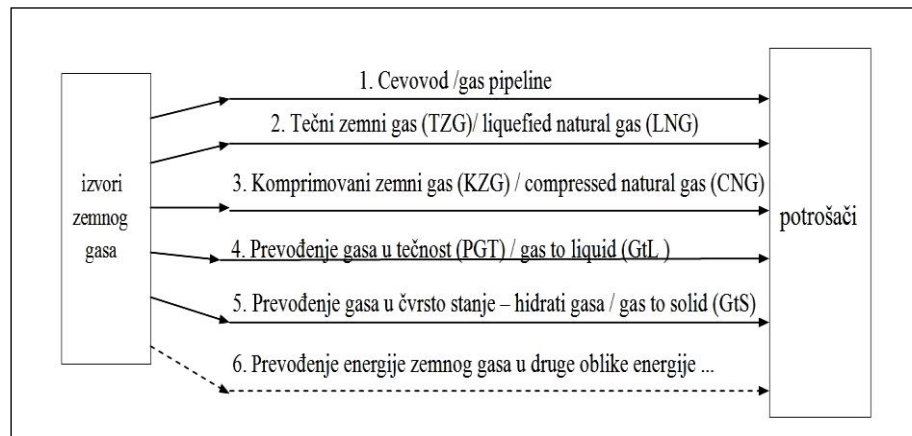 1. Cevovod /gas pipeline
2. Tečni zemni gas (TZG)/ liquefied natural gas (LNG)
3. Komprimovani zemni gas (KZG) / compressed natural gas (CNG)
izvori
zemnog
gasa
potrošači
4. Prevođenje gasa u tečnost (PGT) / gas to liquid (GtL )
5. Prevođenje gasa u čvrsto stanje – hidrati gasa / gas to solid (GtS)
6. Prevođenje energije zemnog gasa u druge oblike energije ...